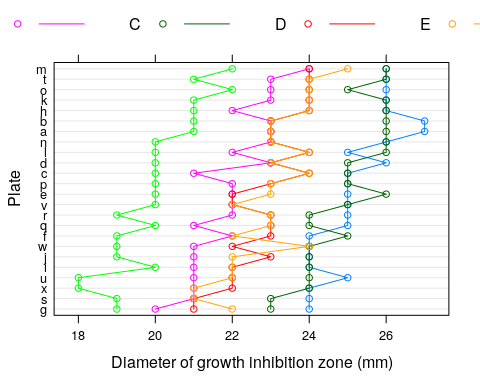 C D E
m
t
o
k
h
b
a
n
l
d
c
p
e
v
r
q
f
w
j
i
u
x
s
g
Plate
18 20 22 24 26
Diameter of growth inhibition zone (mm)